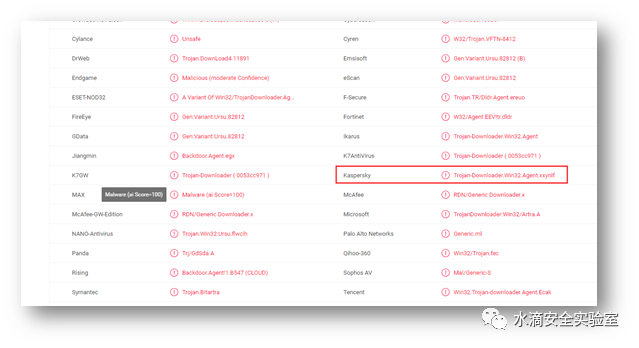 Cylance Unsafe Cyren W32/Trojan.VFTN-8412
DrWeb Trojan.DownLoad4.11891 Emsisoft Gen:Variant.Ursu.82812 (B)
Endgame Malicious (moderate Confidence) eScan Gen:Variant.Ursu.82812
ESET-NOD32 A Variant Of Win32/TrojanDownloader.Ag... F-Secure Trojan.TR/Dldr.Agent.ereuo
FireEye Gen:Variant.Ursu.82812 Fortinet W32/Agent.EEV!tr.dldr
GData Gen:Variant.Ursu.82812 Ikarus Trojan-Downloader.Win32.Agent
Jiangmin Backdoor.Agent.egx K7AntiVirus Trojan-Downloader ( 0053cc971 )
K7GW Trojan-Downloader ( 0053cc971 ) Kaspersky Trojan-Downloader.Win32.Agent.xxynlf
MAX Malware (ai Score=100) Malware (ai Score=100) McAfee RDN/Generic Downloader.x
McAfee-GW-Edition RDN/Generic Downloader.x Microsoft TrojanDownloader:Win32/Artra.A
NANO-Antivirus Trojan.Win32.Ursu.flwclh Palo Alto Networks Generic.ml
Panda Trj/GdSda.A Qihoo-360 Win32/Trojan.fec
Rising Backdoor.Agent!1.B547 (CLOUD) Sophos AV Mal/Generic-S
Symantec Trojan.Bitartra Tencent Win32.Trojan-downloader.Agent.Ecak
水滴安全实验室